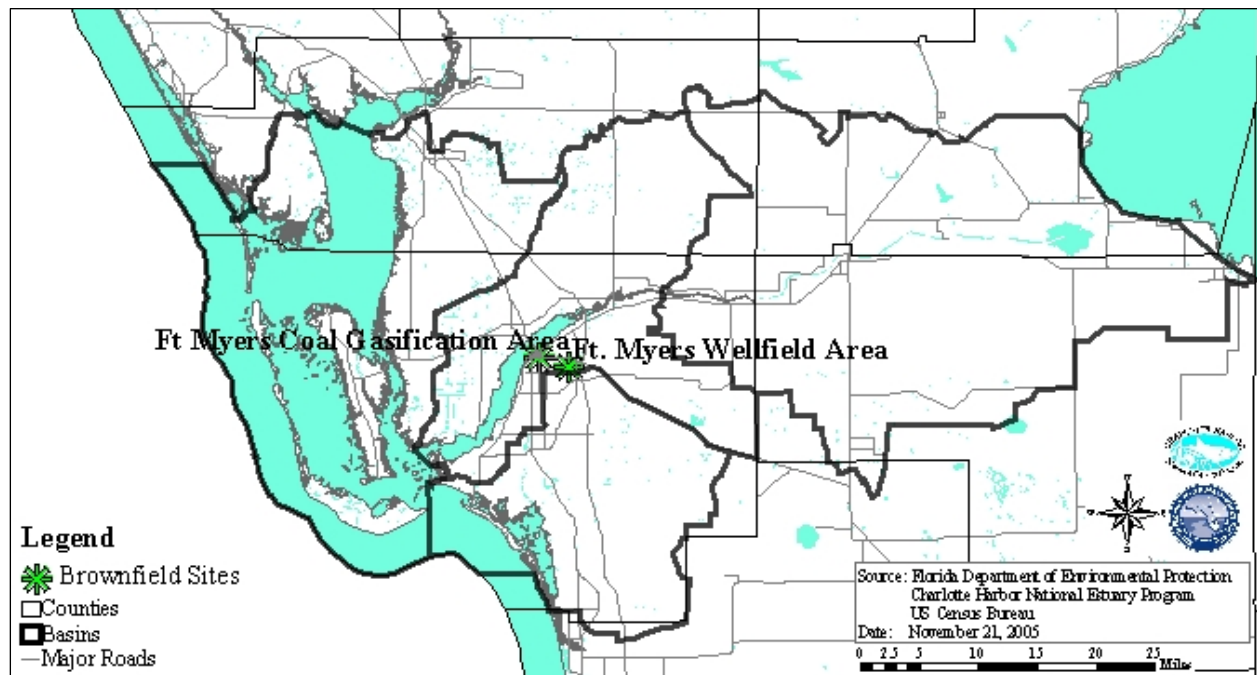 Ft Myers Coal Gasification Area
Ft. Myers Wellfield Area
Legend
Brownfield Sites
Counties
Basins
Major Roads
Source: Florida Department of Environmental Protection
Charlotte Harbor National Estuary Program
US Census Bureau
Date: November 21, 2005
0 2.5 5 10 15 20 25
Miles